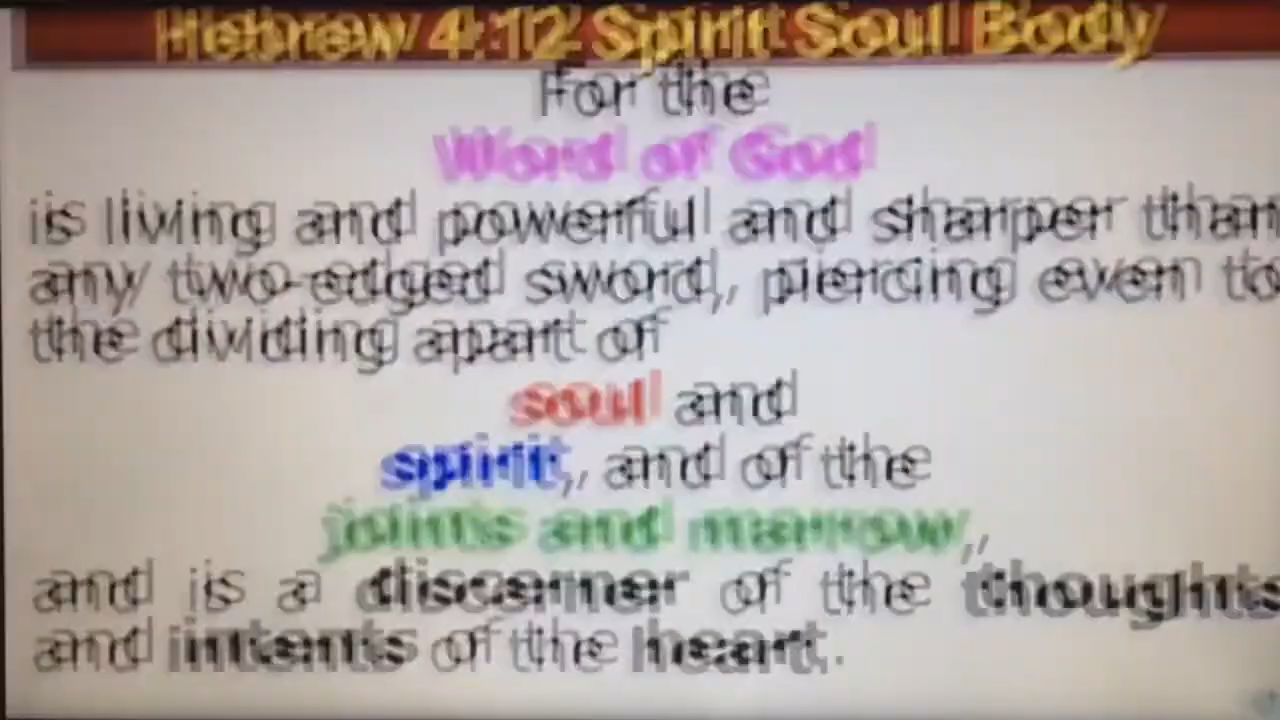 Hebrew 4:12 Spirit Soul Body
For the
Word of God
is living and powerful and sharper than
any two-edged sword, piercing even to
the dividing apart of
soul and
spirit, and of the
joints and marrow,
and is a discerner of the thoughts
and intents of the heart.